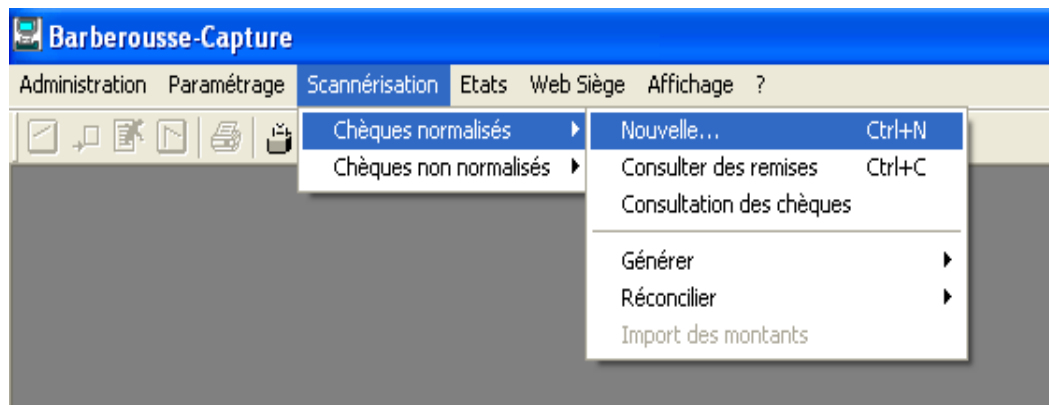 Barberousse-Capture
Administration Paramétrage Scannérisation Etats Web Siège Affichage ?
Chèques normalisés
Chèques non normalisés
Nouvelle... Ctrl+N
Consulter des remises Ctrl+C
Consultation des chèques
Générer
Réconcilier
Import des montants